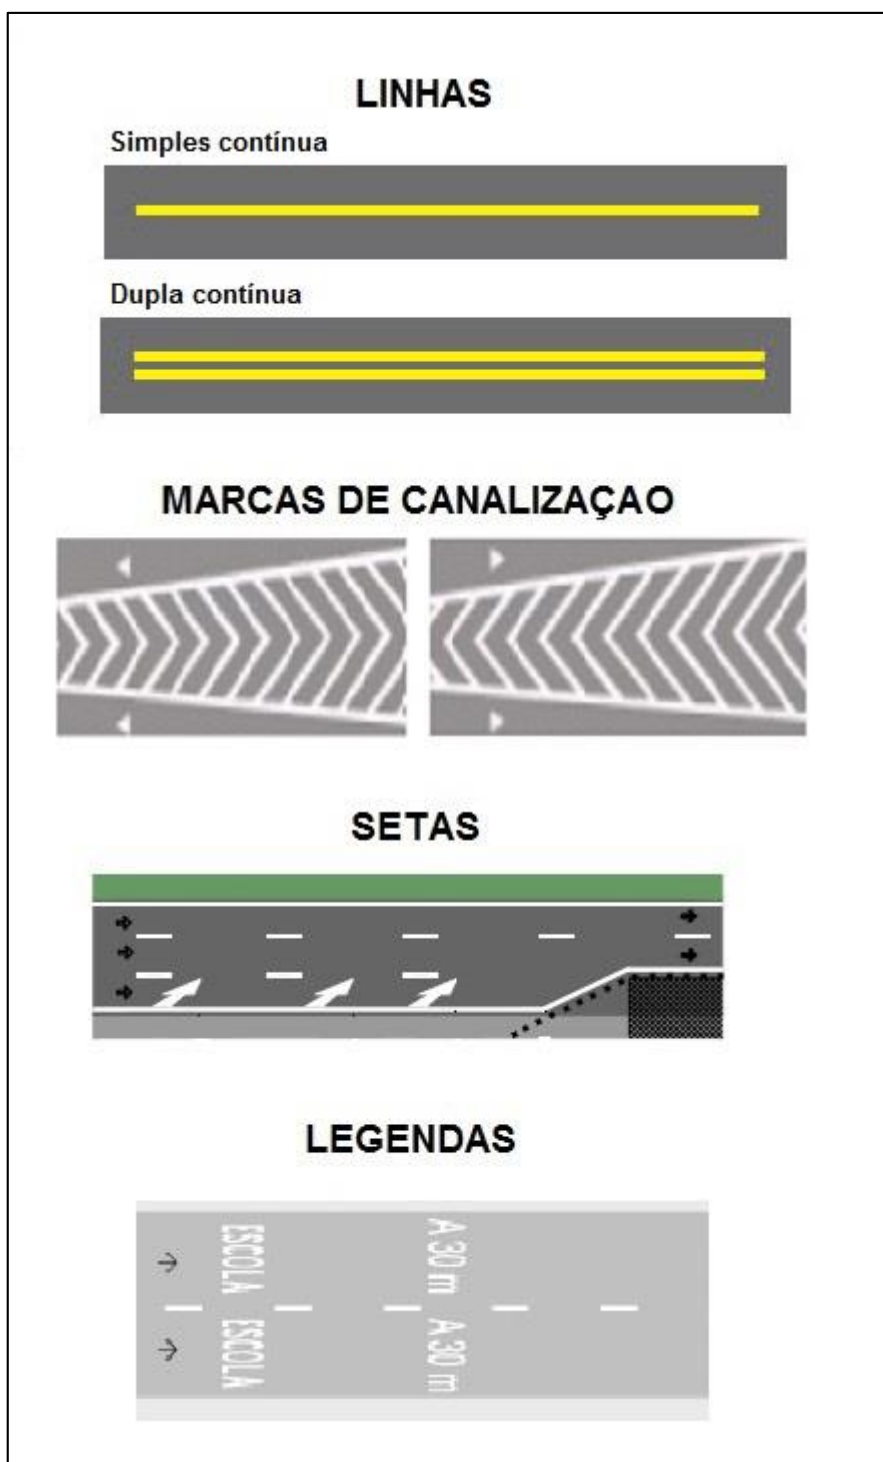 LINHAS
Simples contínua
Dupla contínua
MARCAS DE CANALIZAÇAO
SETAS
LEGENDAS
ESCOLA
A 30 m
ESCOLA
A 30 m